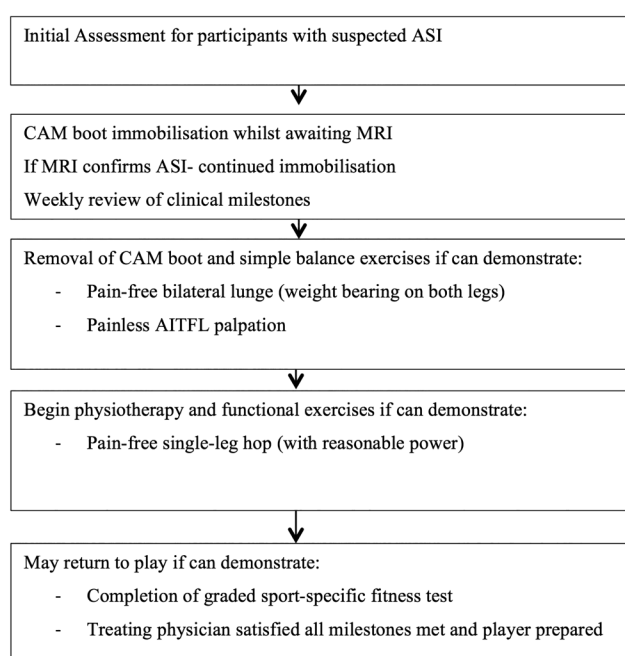 Initial Assessment for participants with suspected ASI
CAM boot immobilisation whilst awaiting MRI
If MRI confirms ASI- continued immobilisation
Weekly review of clinical milestones
Removal of CAM boot and simple balance exercises if can demonstrate:
- Pain-free bilateral lunge (weight bearing on both legs)
- Painless AITFL palpation
Begin physiotherapy and functional exercises if can demonstrate:
- Pain-free single-leg hop (with reasonable power)
May return to play if can demonstrate:
- Completion of graded sport-specific fitness test
- Treating physician satisfied all milestones met and player prepared